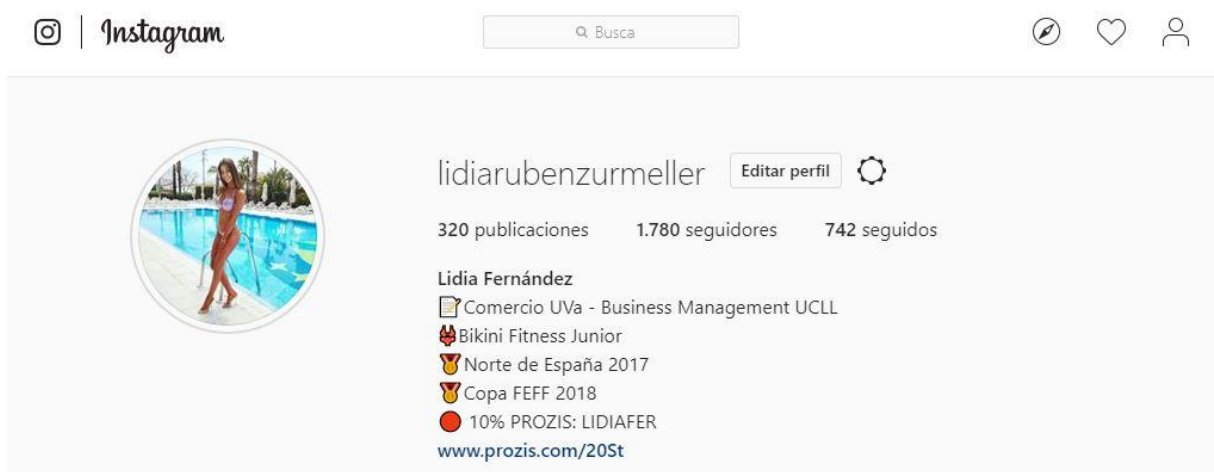 Instagram
Busca
lidiarubenzurmeller Editar perfil
320 publicaciones 1.780 seguidores 742 seguidos
Lidia Fernández
📝Comercio UVa - Business Management UCLL
👙Bikini Fitness Junior
🏅Norte de España 2017
🏅Copa FEFF 2018
🔴 10% PROZIS: LIDIAFER
www.prozis.com/20St